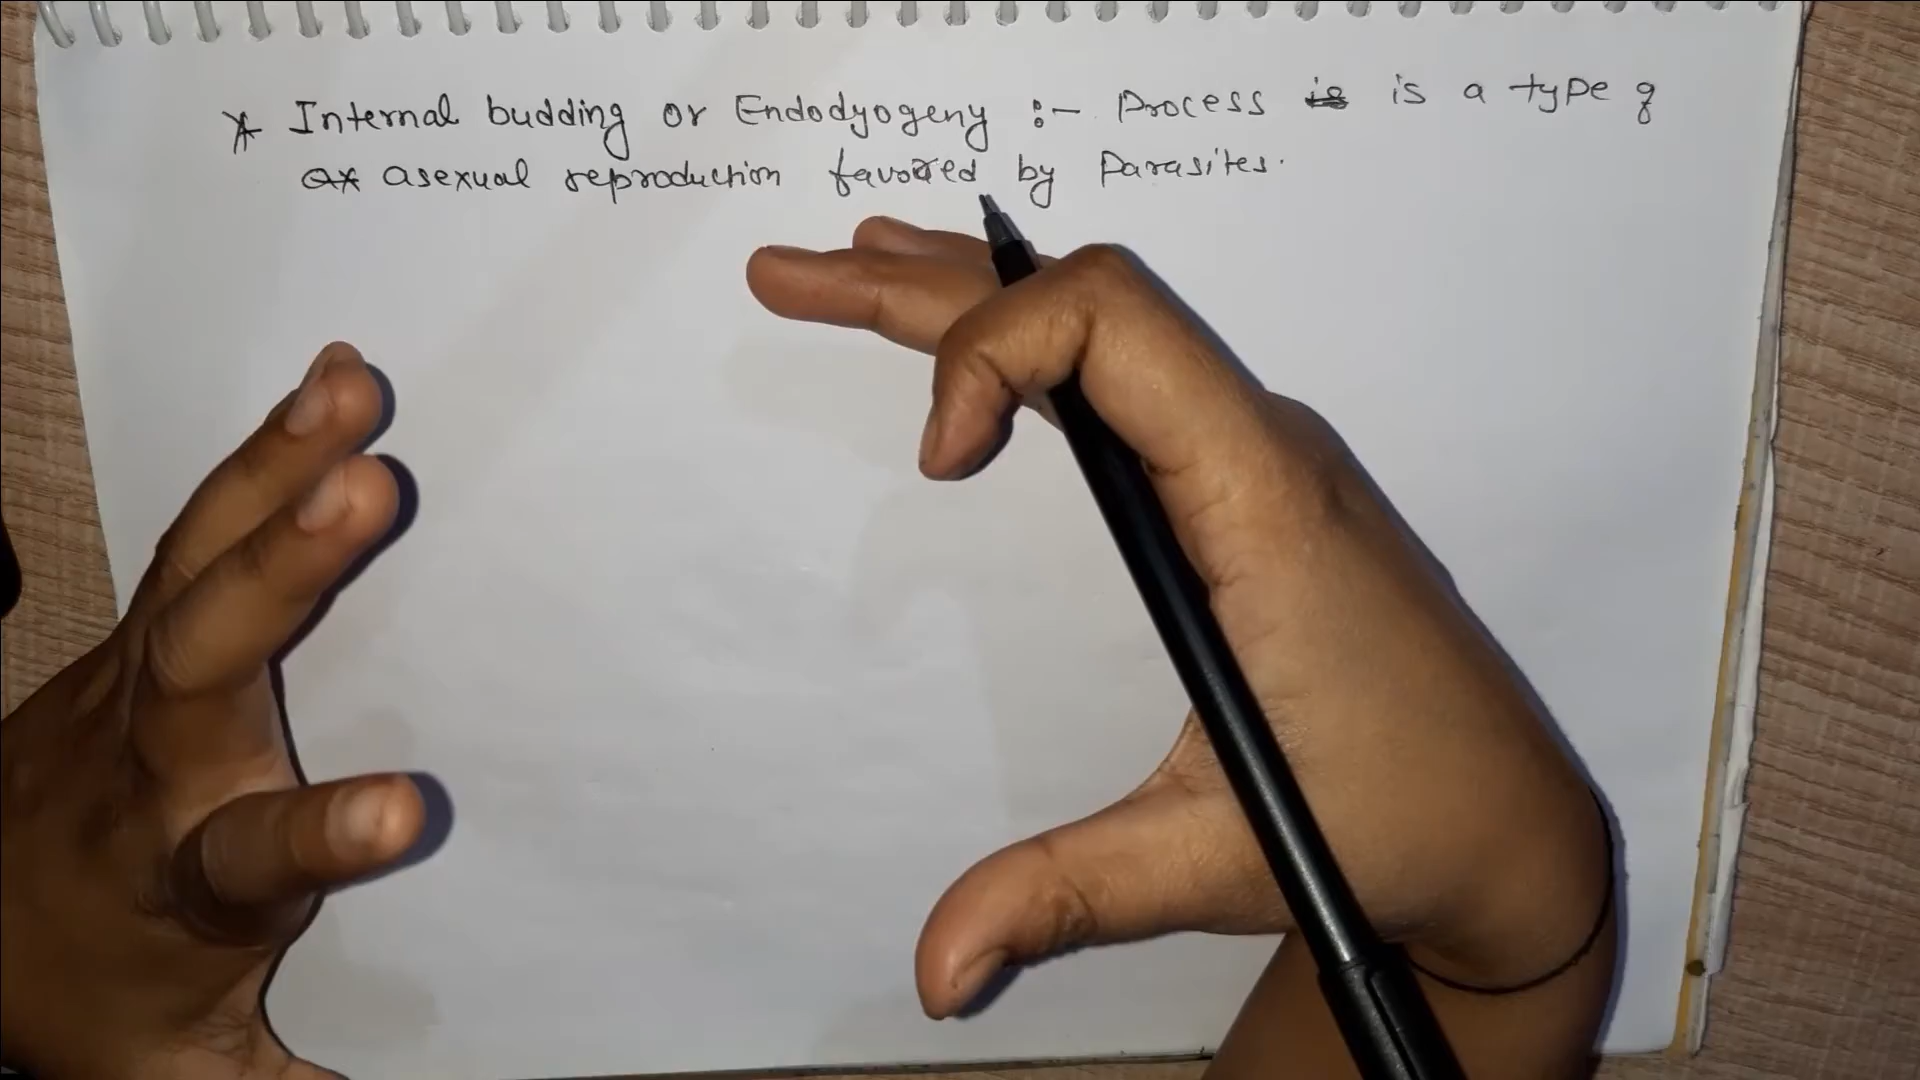 * Internal budding or Endodyogeny :- Process is is a type of
asexual reproduction favored by Parasites.